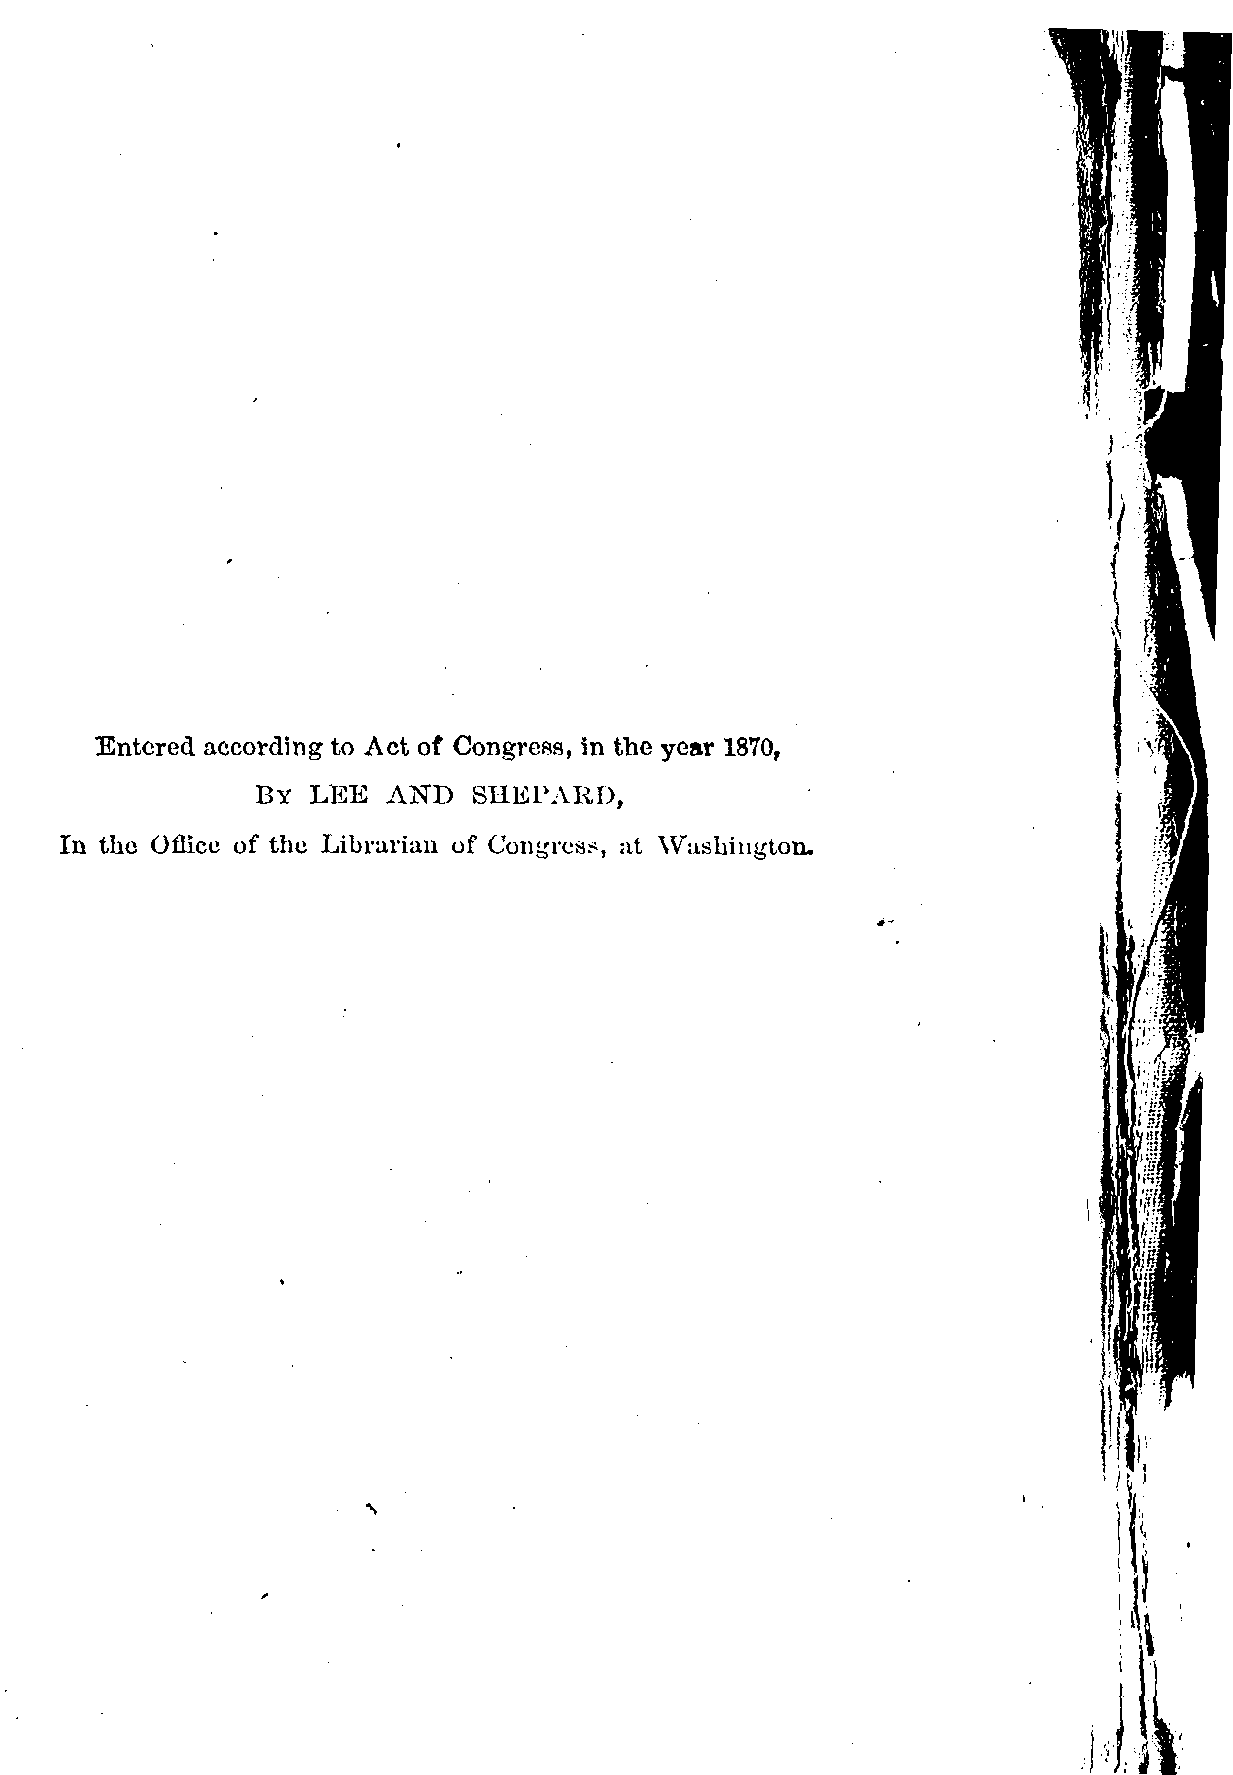 Entered according to Act of Congress, in the year 1870,
BY LEE AND SHEPARD,
In the Office of the Librarian of Congress, at Washington.